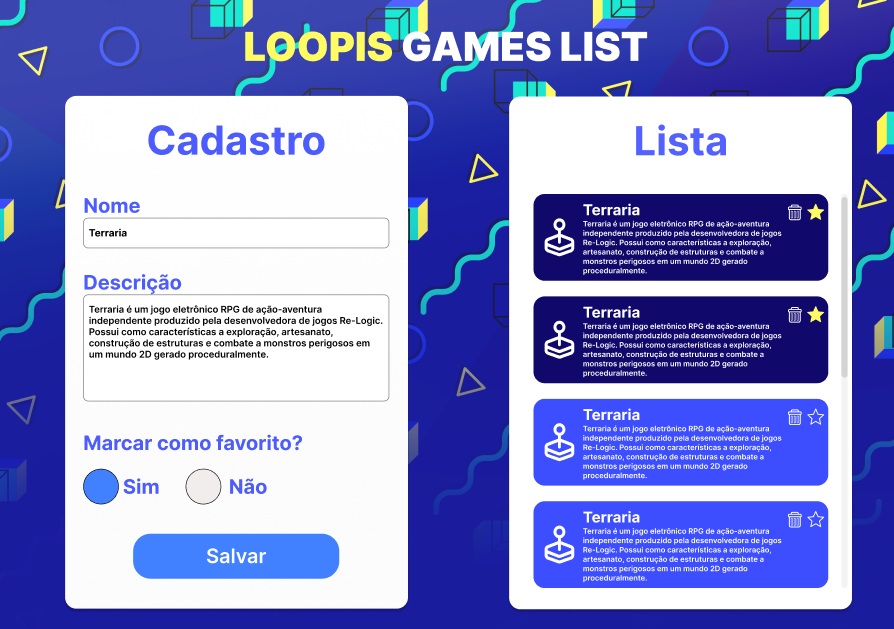 LOOPIS GAMES LIST
Cadastro
Nome
Terraria
Descrição
Terraria é um jogo eletrônico RPG de ação-aventura
independente produzido pela desenvolvedora de jogos Re-Logic.
Possui como características a exploração, artesanato,
construção de estruturas e combate a monstros perigosos em
um mundo 2D gerado proceduralmente.
Marcar como favorito?
Sim Não
Salvar
Lista
Terraria
Terraria é um jogo eletrônico RPG de ação-aventura
independente produzido pela desenvolvedora de jogos
Re-Logic. Possui como características a exploração,
artesanato, construção de estruturas e combate a
monstros perigosos em um mundo 2D gerado
proceduralmente.
Terraria
Terraria é um jogo eletrônico RPG de ação-aventura
independente produzido pela desenvolvedora de jogos
Re-Logic. Possui como características a exploração,
artesanato, construção de estruturas e combate a
monstros perigosos em um mundo 2D gerado
proceduralmente.
Terraria
Terraria é um jogo eletrônico RPG de ação-aventura
independente produzido pela desenvolvedora de jogos
Re-Logic. Possui como características a exploração,
artesanato, construção de estruturas e combate a
monstros perigosos em um mundo 2D gerado
proceduralmente.
Terraria
Terraria é um jogo eletrônico RPG de ação-aventura
independente produzido pela desenvolvedora de jogos
Re-Logic. Possui como características a exploração,
artesanato, construção de estruturas e combate a
monstros perigosos em um mundo 2D gerado
proceduralmente.